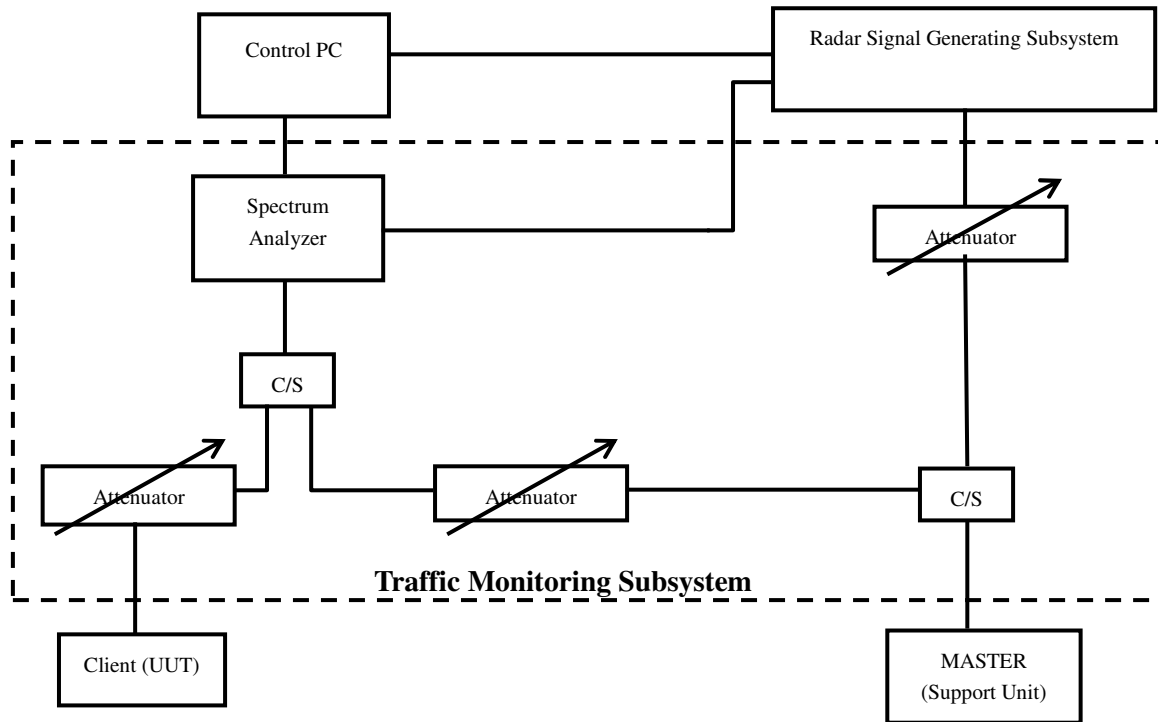 Control PC
Radar Signal Generating Subsystem
Spectrum
Analyzer
Attenuator
C/S
Attenuator
Attenuator
C/S
Traffic Monitoring Subsystem
Client (UUT)
MASTER
(Support Unit)